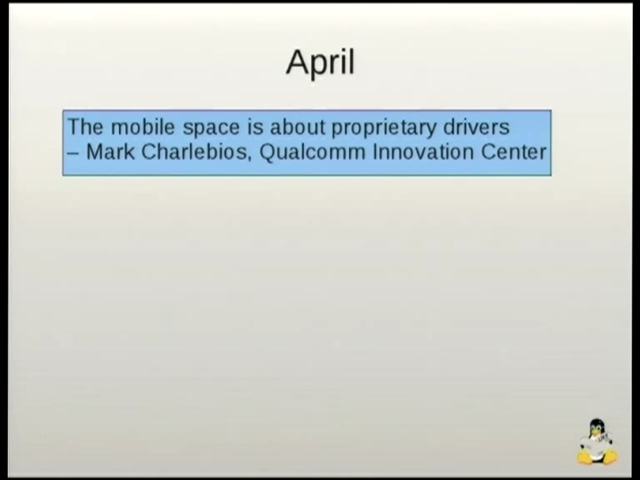 April
The mobile space is about proprietary drivers
– Mark Charlebios, Qualcomm Innovation Center